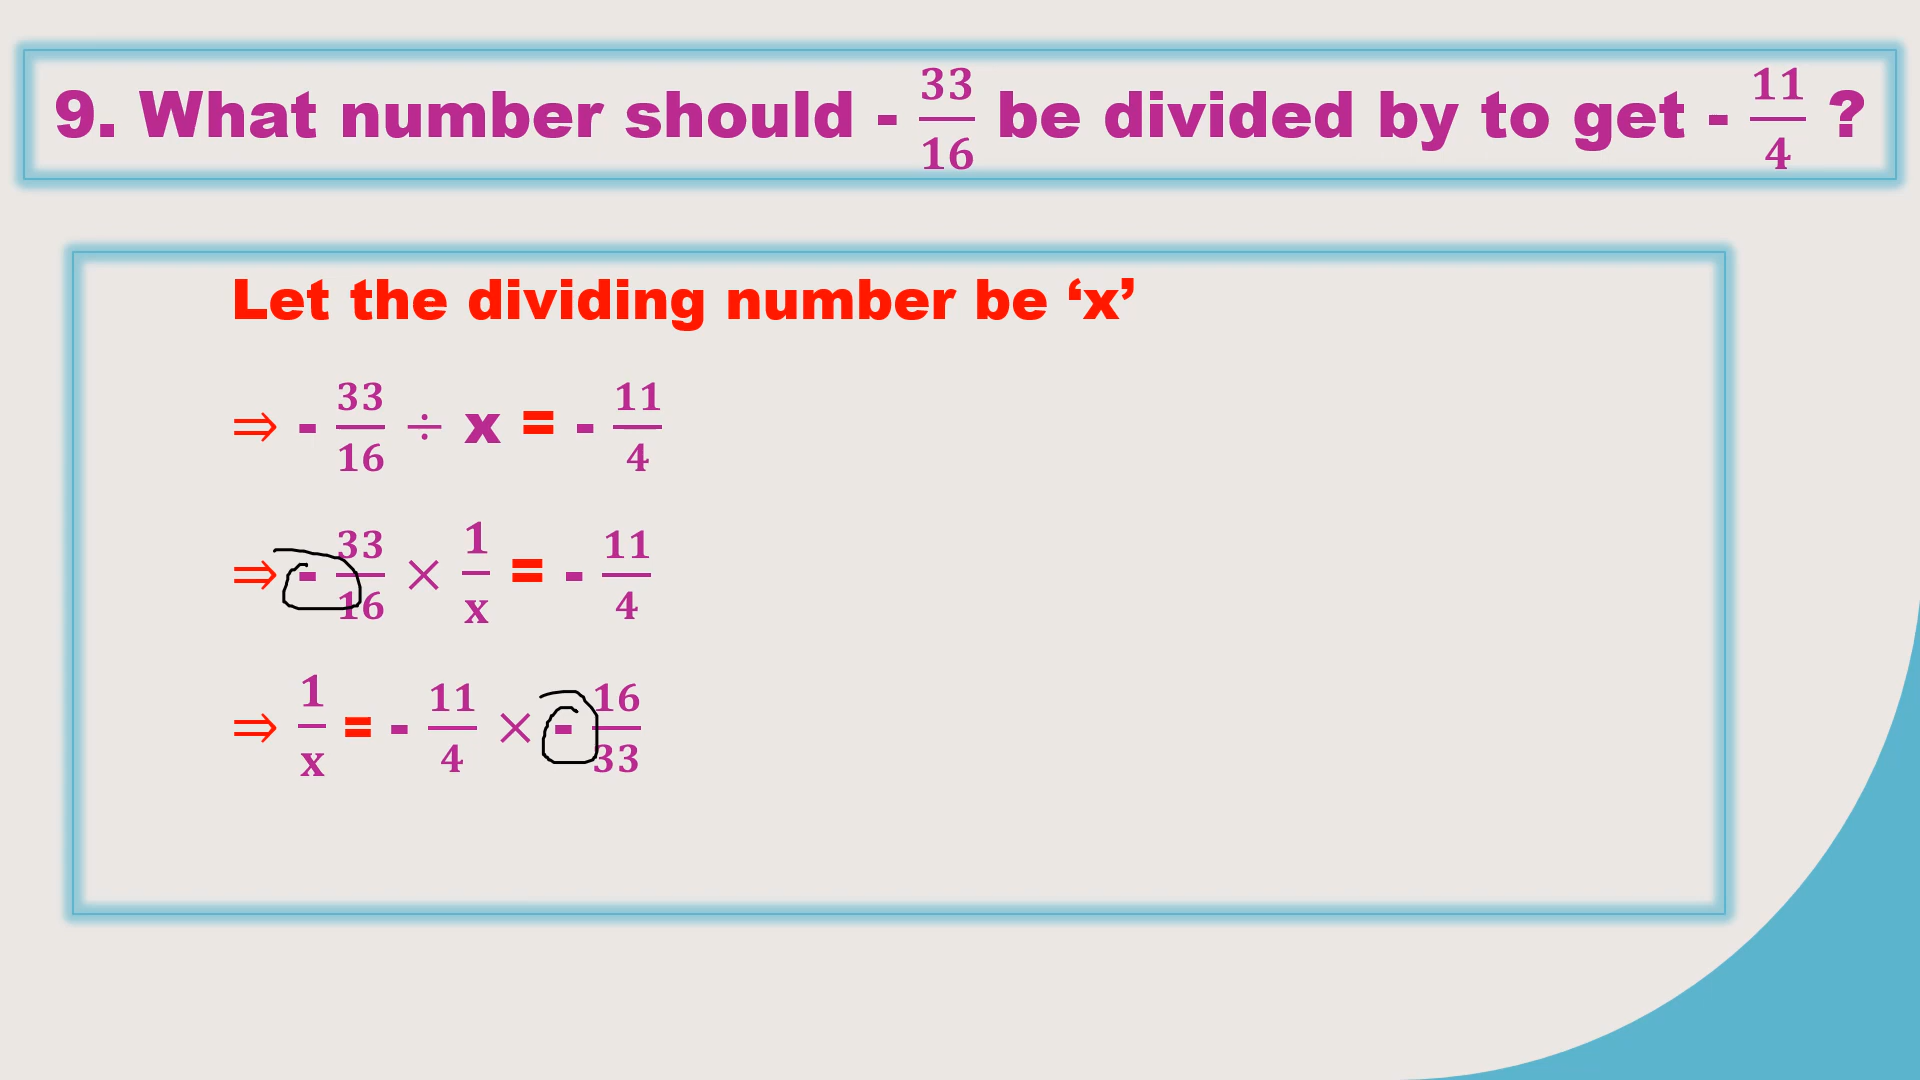 9. What number should - 33/16 be divided by to get - 11/4 ?
Let the dividing number be ‘x’
⇒ - 33/16 ÷ x = - 11/4
⇒ - 33/16 × 1/x = - 11/4
⇒ 1/x = - 11/4 × - 16/33